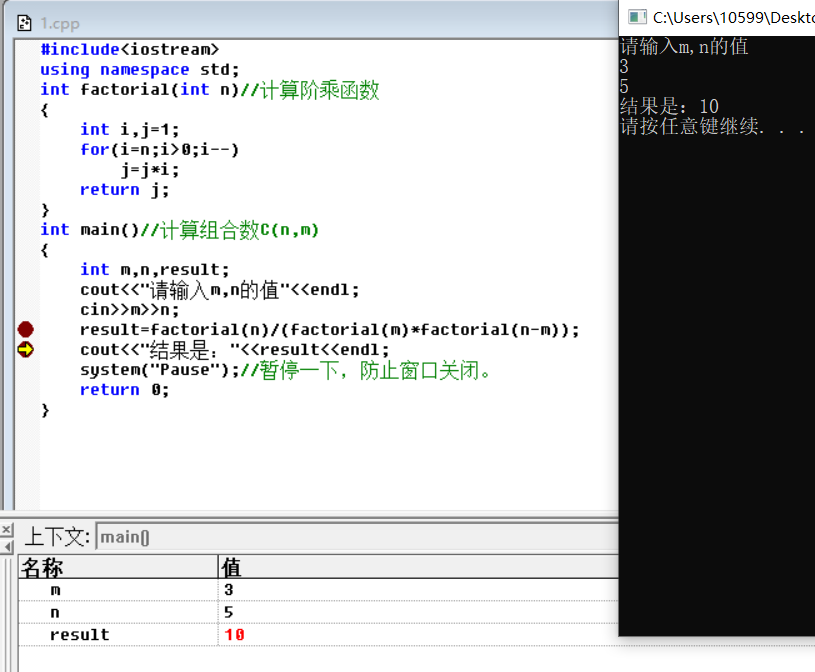 1.cpp
#include<iostream>
using namespace std;
int factorial(int n)//计算阶乘函数
{
    int i,j=1;
    for(i=n;i>0;i--)
        j=j*i;
    return j;
}
int main()//计算组合数C(n,m)
{
    int m,n,result;
    cout<<"请输入m,n的值"<<endl;
    cin>>m>>n;
    result=factorial(n)/(factorial(m)*factorial(n-m));
    cout<<"结果是："<<result<<endl;
    system("Pause");//暂停一下，防止窗口关闭。
    return 0;
}
C:\Users\10599\Deskto
请输入m,n的值
3
5
结果是：10
请按任意键继续. . .
上下文: main()
名称 值
m 3
n 5
result 10